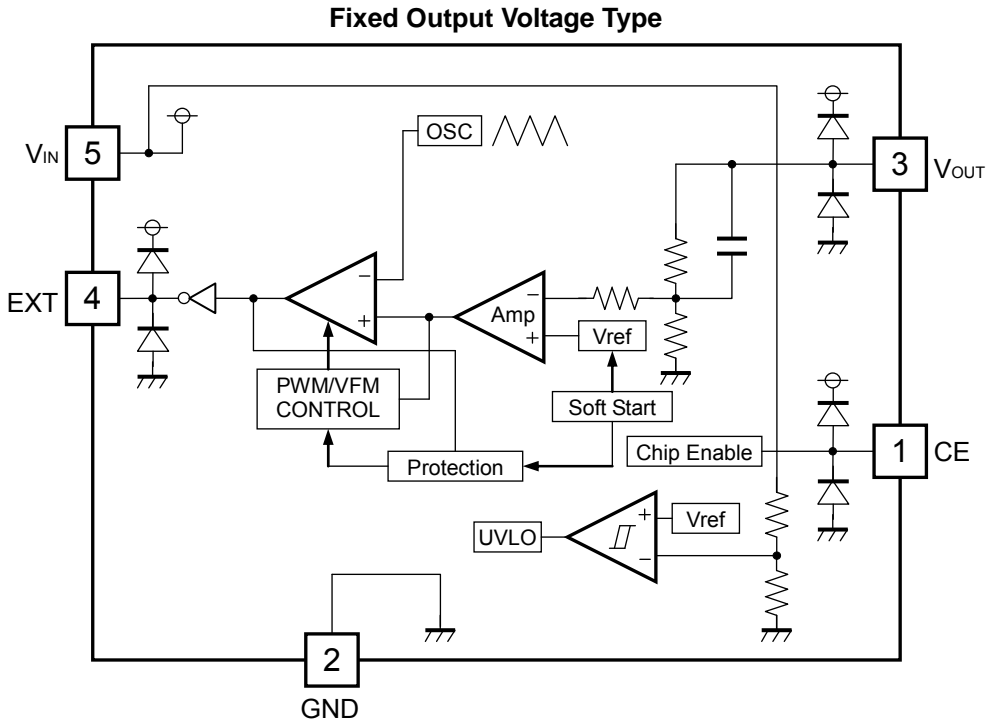 Fixed Output Voltage Type
OSC
5
VIN
3
VOUT
4
EXT
−
+
Amp
−
+
Vref
PWM/VFM
CONTROL
Soft Start
Protection
Chip Enable
1
CE
UVLO
+
−
Vref
2
GND